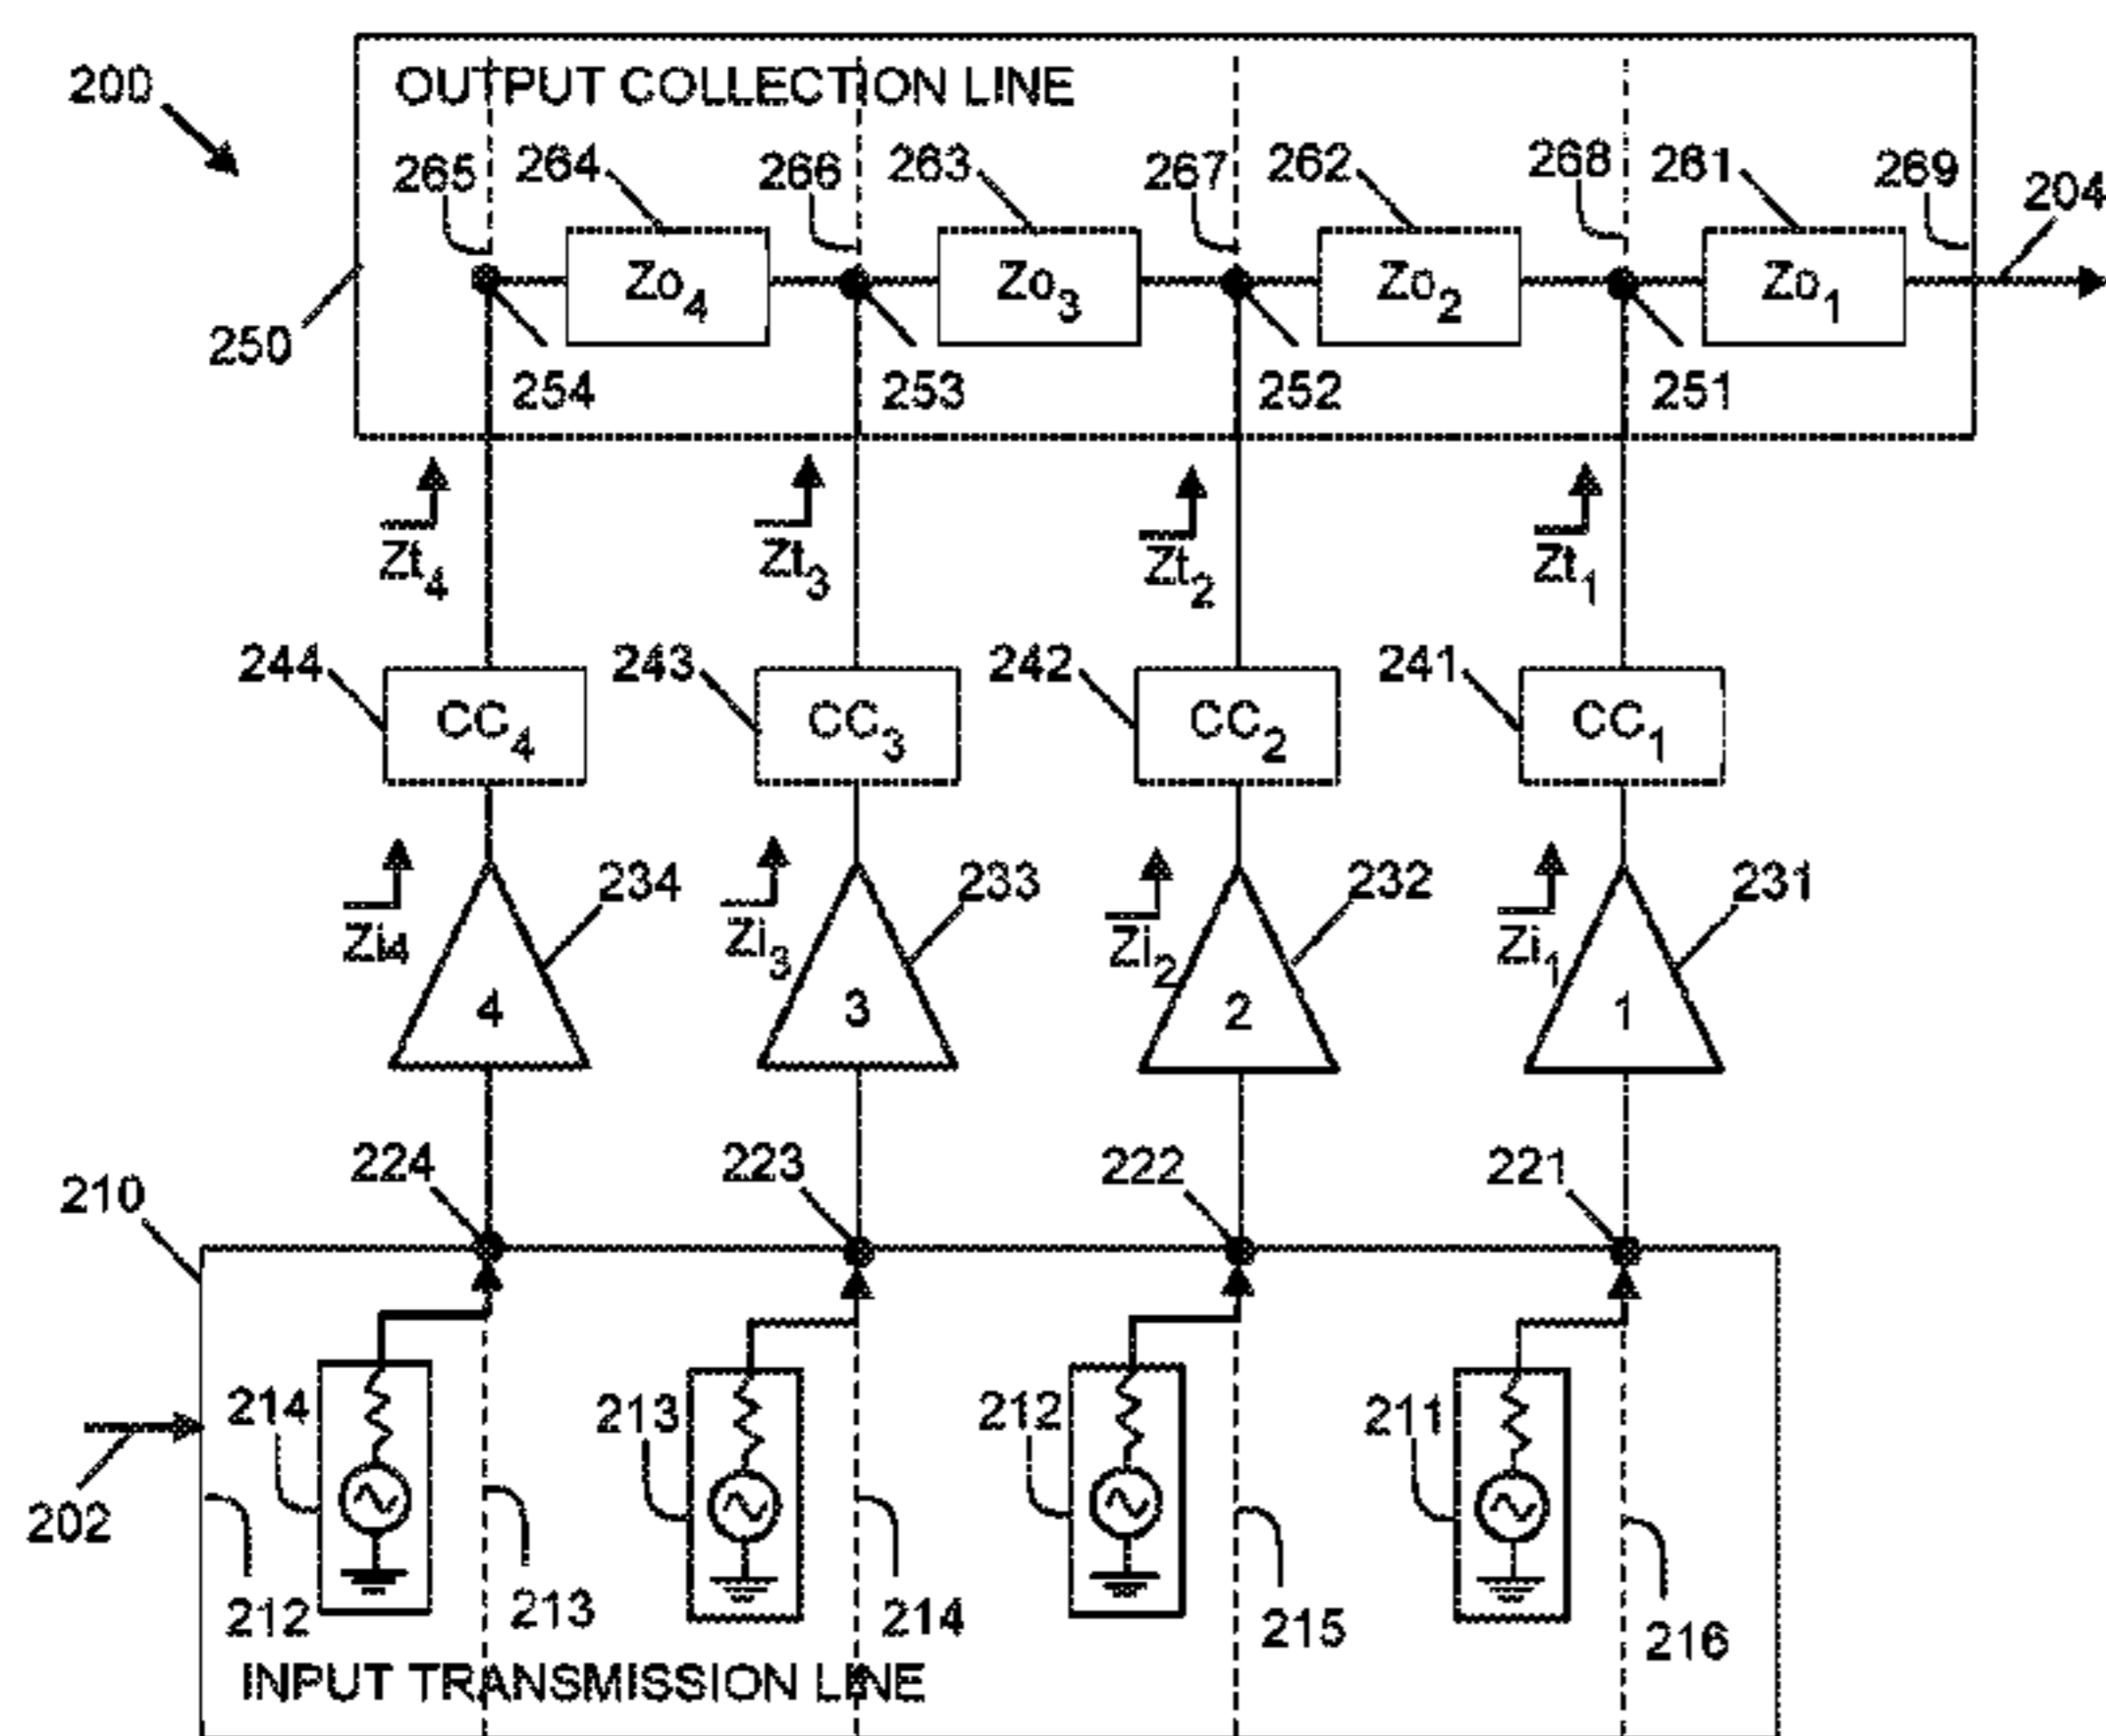 200
OUTPUT COLLECTION LINE
265 264 266 263 267 262 268 261 269 204
Zo4 Zo3 Zo2 Zo1
250
254 253 252 251
Zt4 Zt3 Zt2 Zt1
244 243 242 241
CC4 CC3 CC2 CC1
234 233 232 231
Zi4 Zi3 Zi2 Zi1
4 3 2 1
224 223 222 221
210
214 213 212 211
202
212 213 214 215 216
INPUT TRANSMISSION LINE